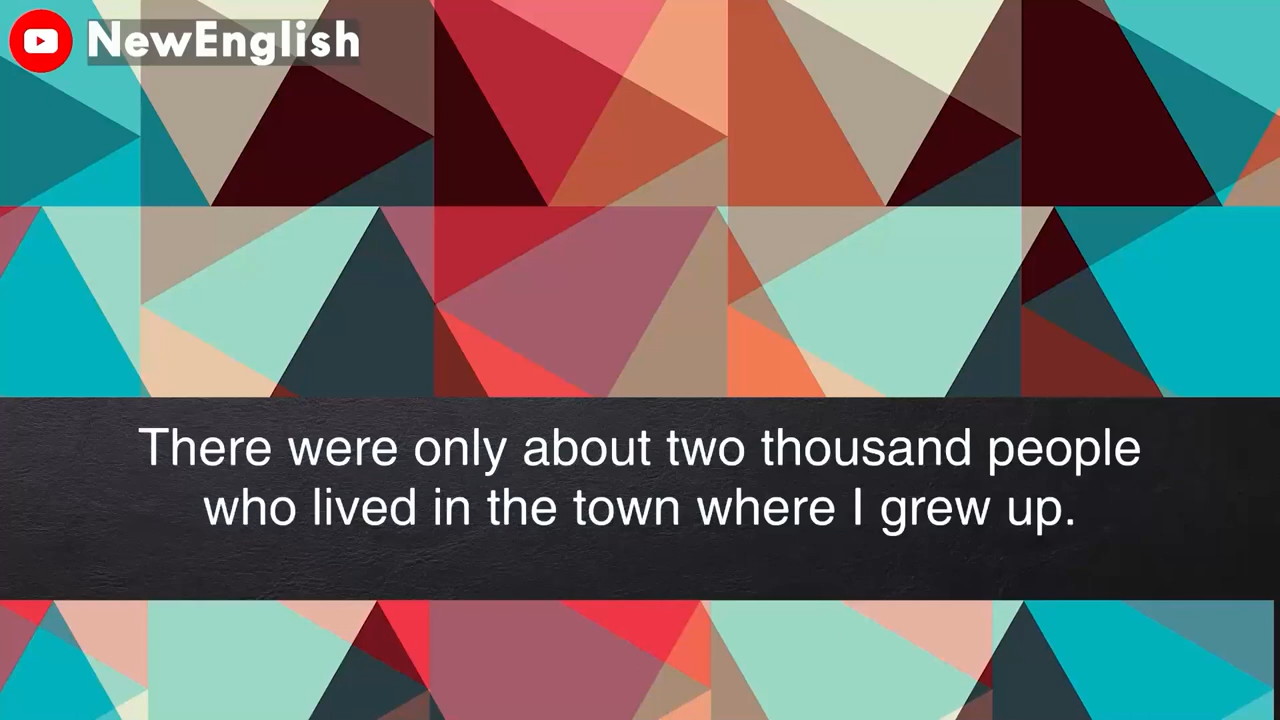 NewEnglish
There were only about two thousand people
who lived in the town where I grew up.